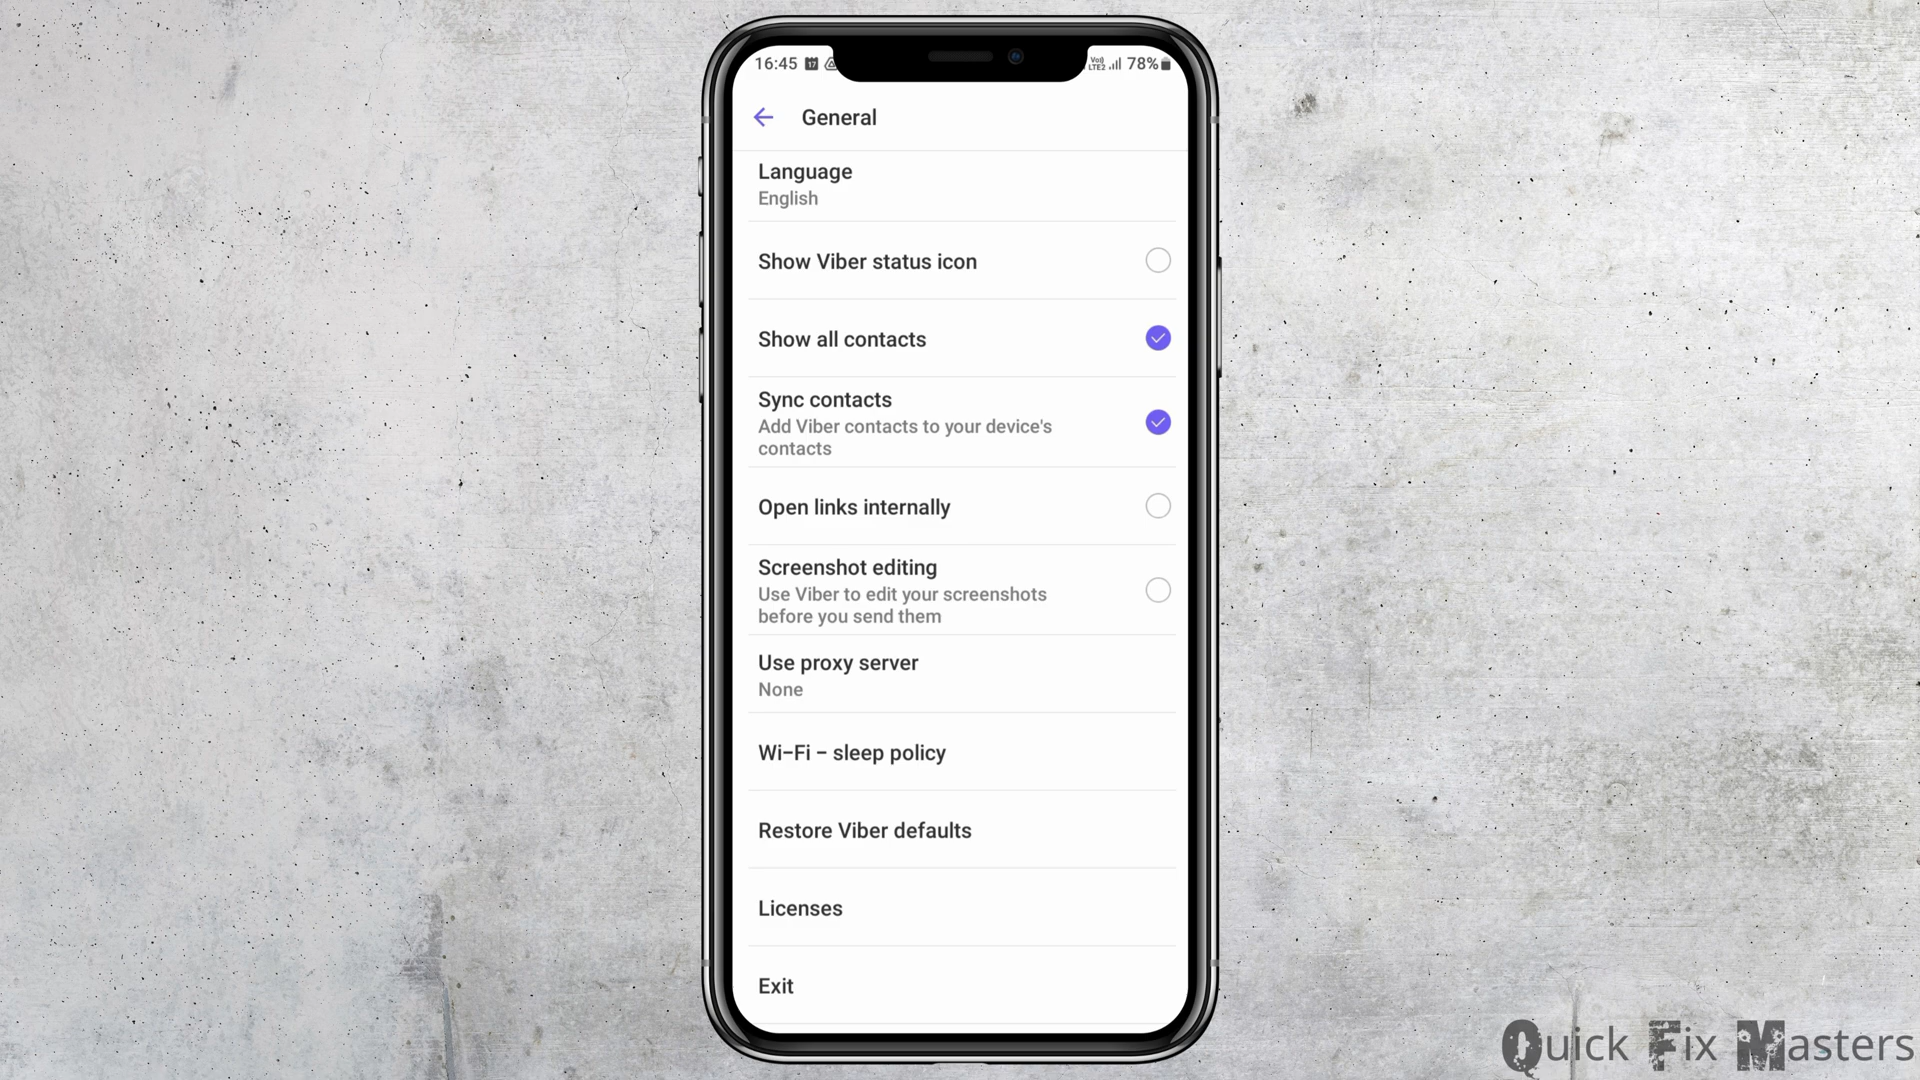 16:45
Voi)
LTE2
78%
General
Language
English
Show Viber status icon
Show all contacts
Sync contacts
Add Viber contacts to your device's
contacts
Open links internally
Screenshot editing
Use Viber to edit your screenshots
before you send them
Use proxy server
None
Wi-Fi - sleep policy
Restore Viber defaults
Licenses
Exit
Quick Fix Masters